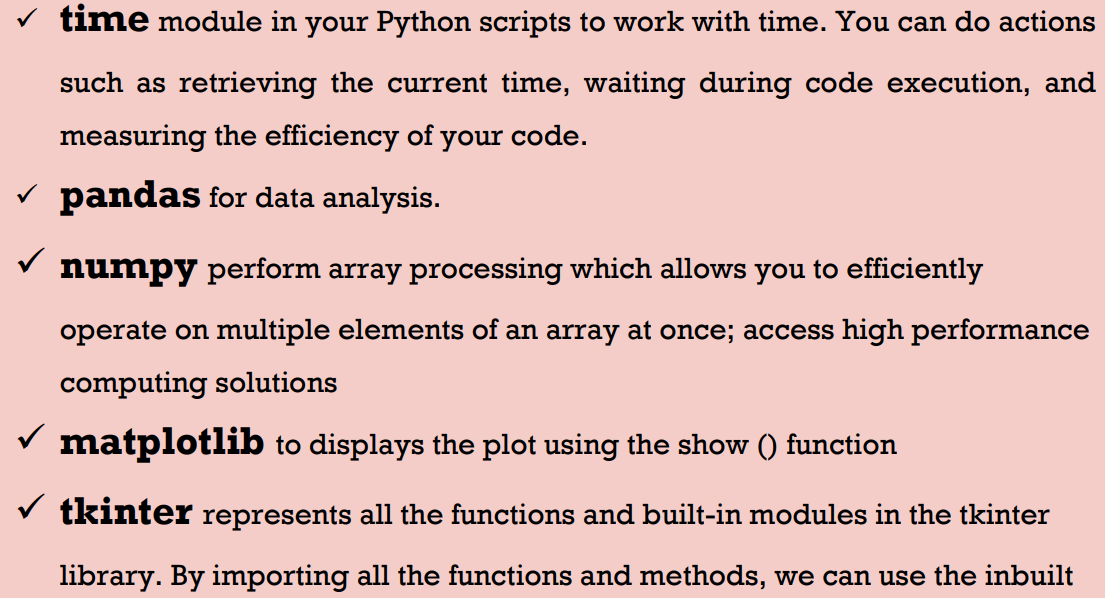 ✓ time module in your Python scripts to work with time. You can do actions
such as retrieving the current time, waiting during code execution, and
measuring the efficiency of your code.
✓ pandas for data analysis.
✓ numpy perform array processing which allows you to efficiently
operate on multiple elements of an array at once; access high performance
computing solutions
✓ matplotlib to displays the plot using the show () function
✓ tkinter represents all the functions and built-in modules in the tkinter
library. By importing all the functions and methods, we can use the inbuilt